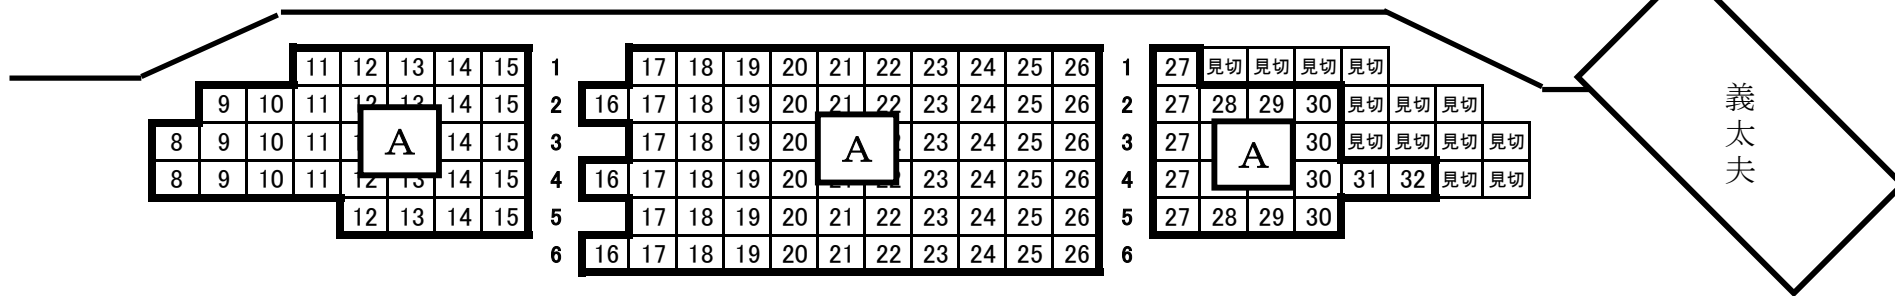 11 12 13 14 15 1 17 18 19 20 21 22 23 24 25 26 1 27 見切 見切 見切 見切
9 10 11 12 13 14 15 2 16 17 18 19 20 21 22 23 24 25 26 2 27 28 29 30 見切 見切 見切
8 9 10 11 A 14 15 3 17 18 19 20 A 23 24 25 26 3 27 A 30 見切 見切 見切 見切
8 9 10 11 12 13 14 15 4 16 17 18 19 20 23 24 25 26 4 27 30 31 32 見切 見切
12 13 14 15 5 17 18 19 20 21 22 23 24 25 26 5 27 28 29 30
6 16 17 18 19 20 21 22 23 24 25 26 6
義太夫